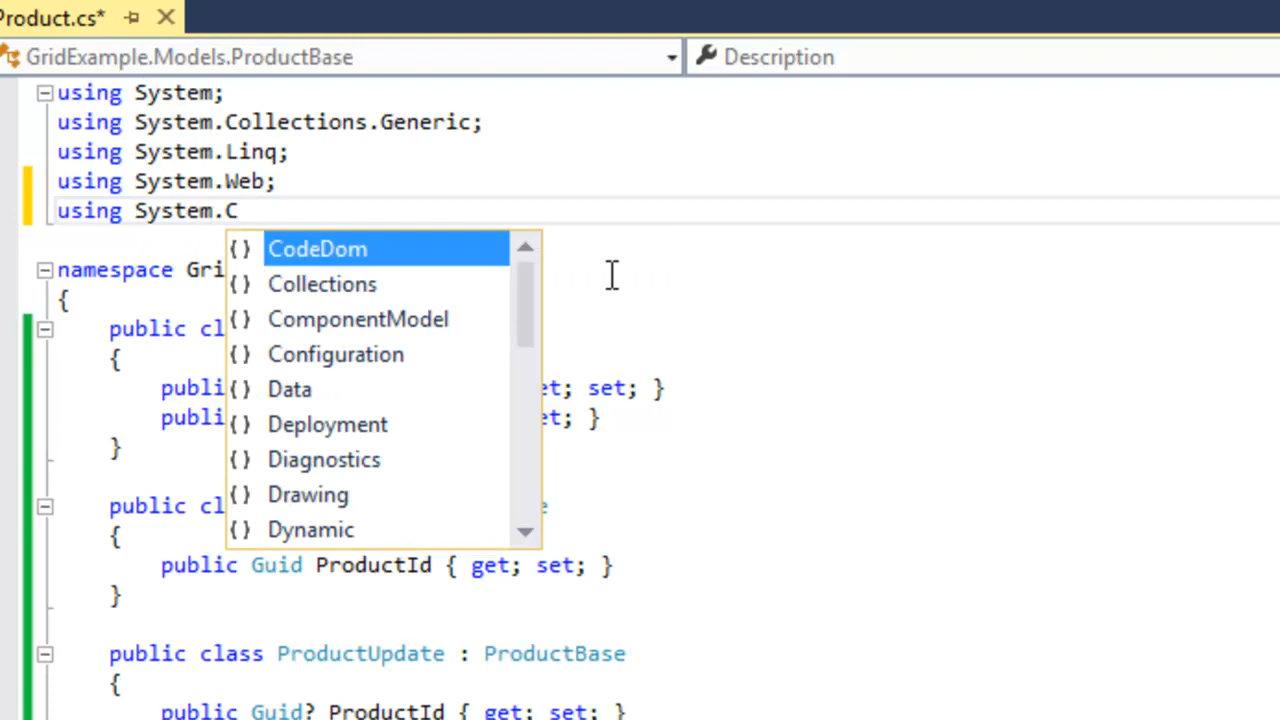 Product.cs*
GridExample.Models.ProductBase
Description
using System;
using System.Collections.Generic;
using System.Linq;
using System.Web;
using System.C
CodeDom
namespace Gri
Collections
{
ComponentModel
public cl
{
Configuration
publi
Data
et; set; }
publi
Deployment
et; }
}
Diagnostics
Drawing
public cl
e
{
Dynamic
public Guid ProductId { get; set; }
}
public class ProductUpdate : ProductBase
{
public Guid? ProductId { get; set; }